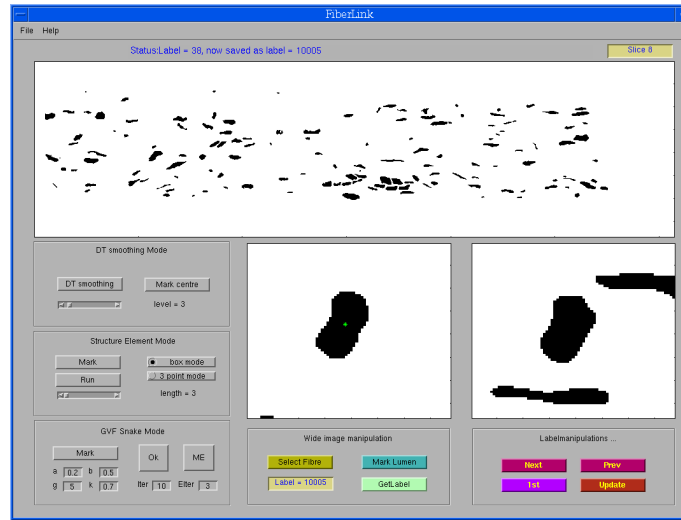 FiberLink
File Help
Status:Label = 38, now saved as label = 10005
Slice 8
DT smoothing Mode
DT smoothing
Mark centre
level = 3
Structure Element Mode
Mark
box mode
Run
3 point mode
length = 3
GVF Snake Mode
Mark
Ok
ME
a 0.2 b 0.5
g 5 k 0.7
Iter 10 EIter 3
Wide image manipulation
Select Fibre
Mark Lumen
Label = 10005
GetLabel
Labelmanipulations ...
Next
Prev
1st
Update